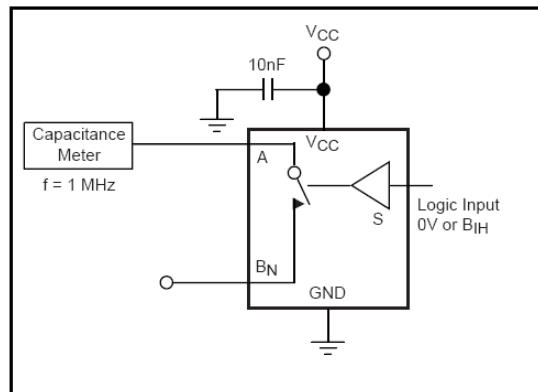 VCC
10nF
Capacitance
Meter
f = 1 MHz
A
VCC
S
Logic Input
0V or BIH
BN
GND